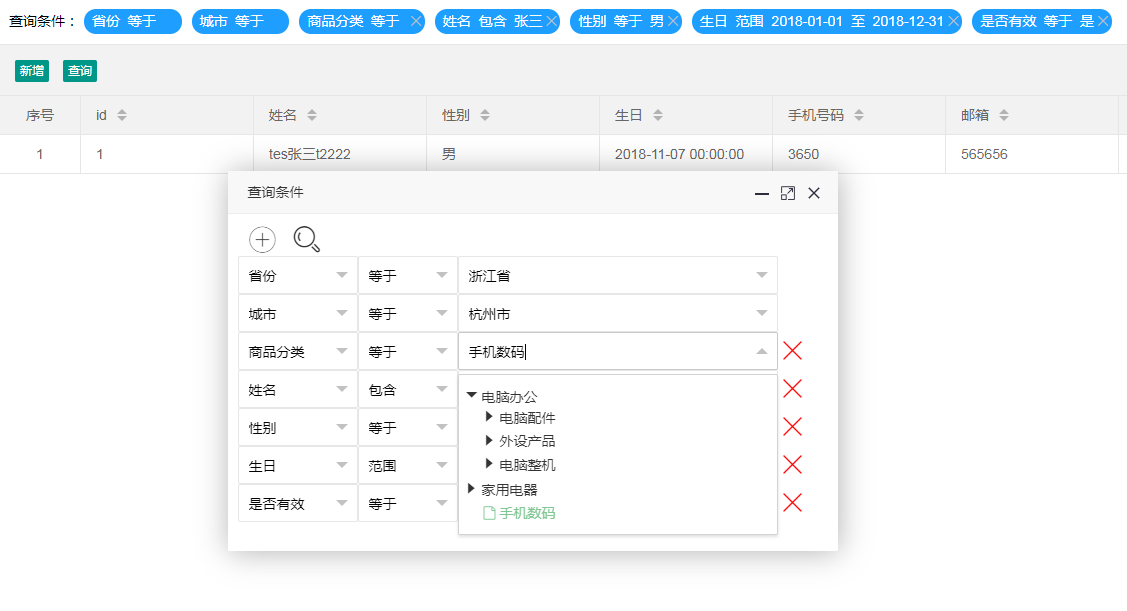 查询条件： 省份 等于 城市 等于 商品分类 等于 姓名 包含 张三 性别 等于 男 生日 范围 2018-01-01 至 2018-12-31 是否有效 等于 是
新增 查询
序号 id 姓名 性别 生日 手机号码 邮箱
1 1 tes张三t2222 男 2018-11-07 00:00:00 3650 565656
查询条件
省份 等于 浙江省
城市 等于 杭州市
商品分类 等于 手机数码
姓名 包含
性别 等于
生日 范围
是否有效 等于
电脑办公
电脑配件
外设产品
电脑整机
家用电器
手机数码